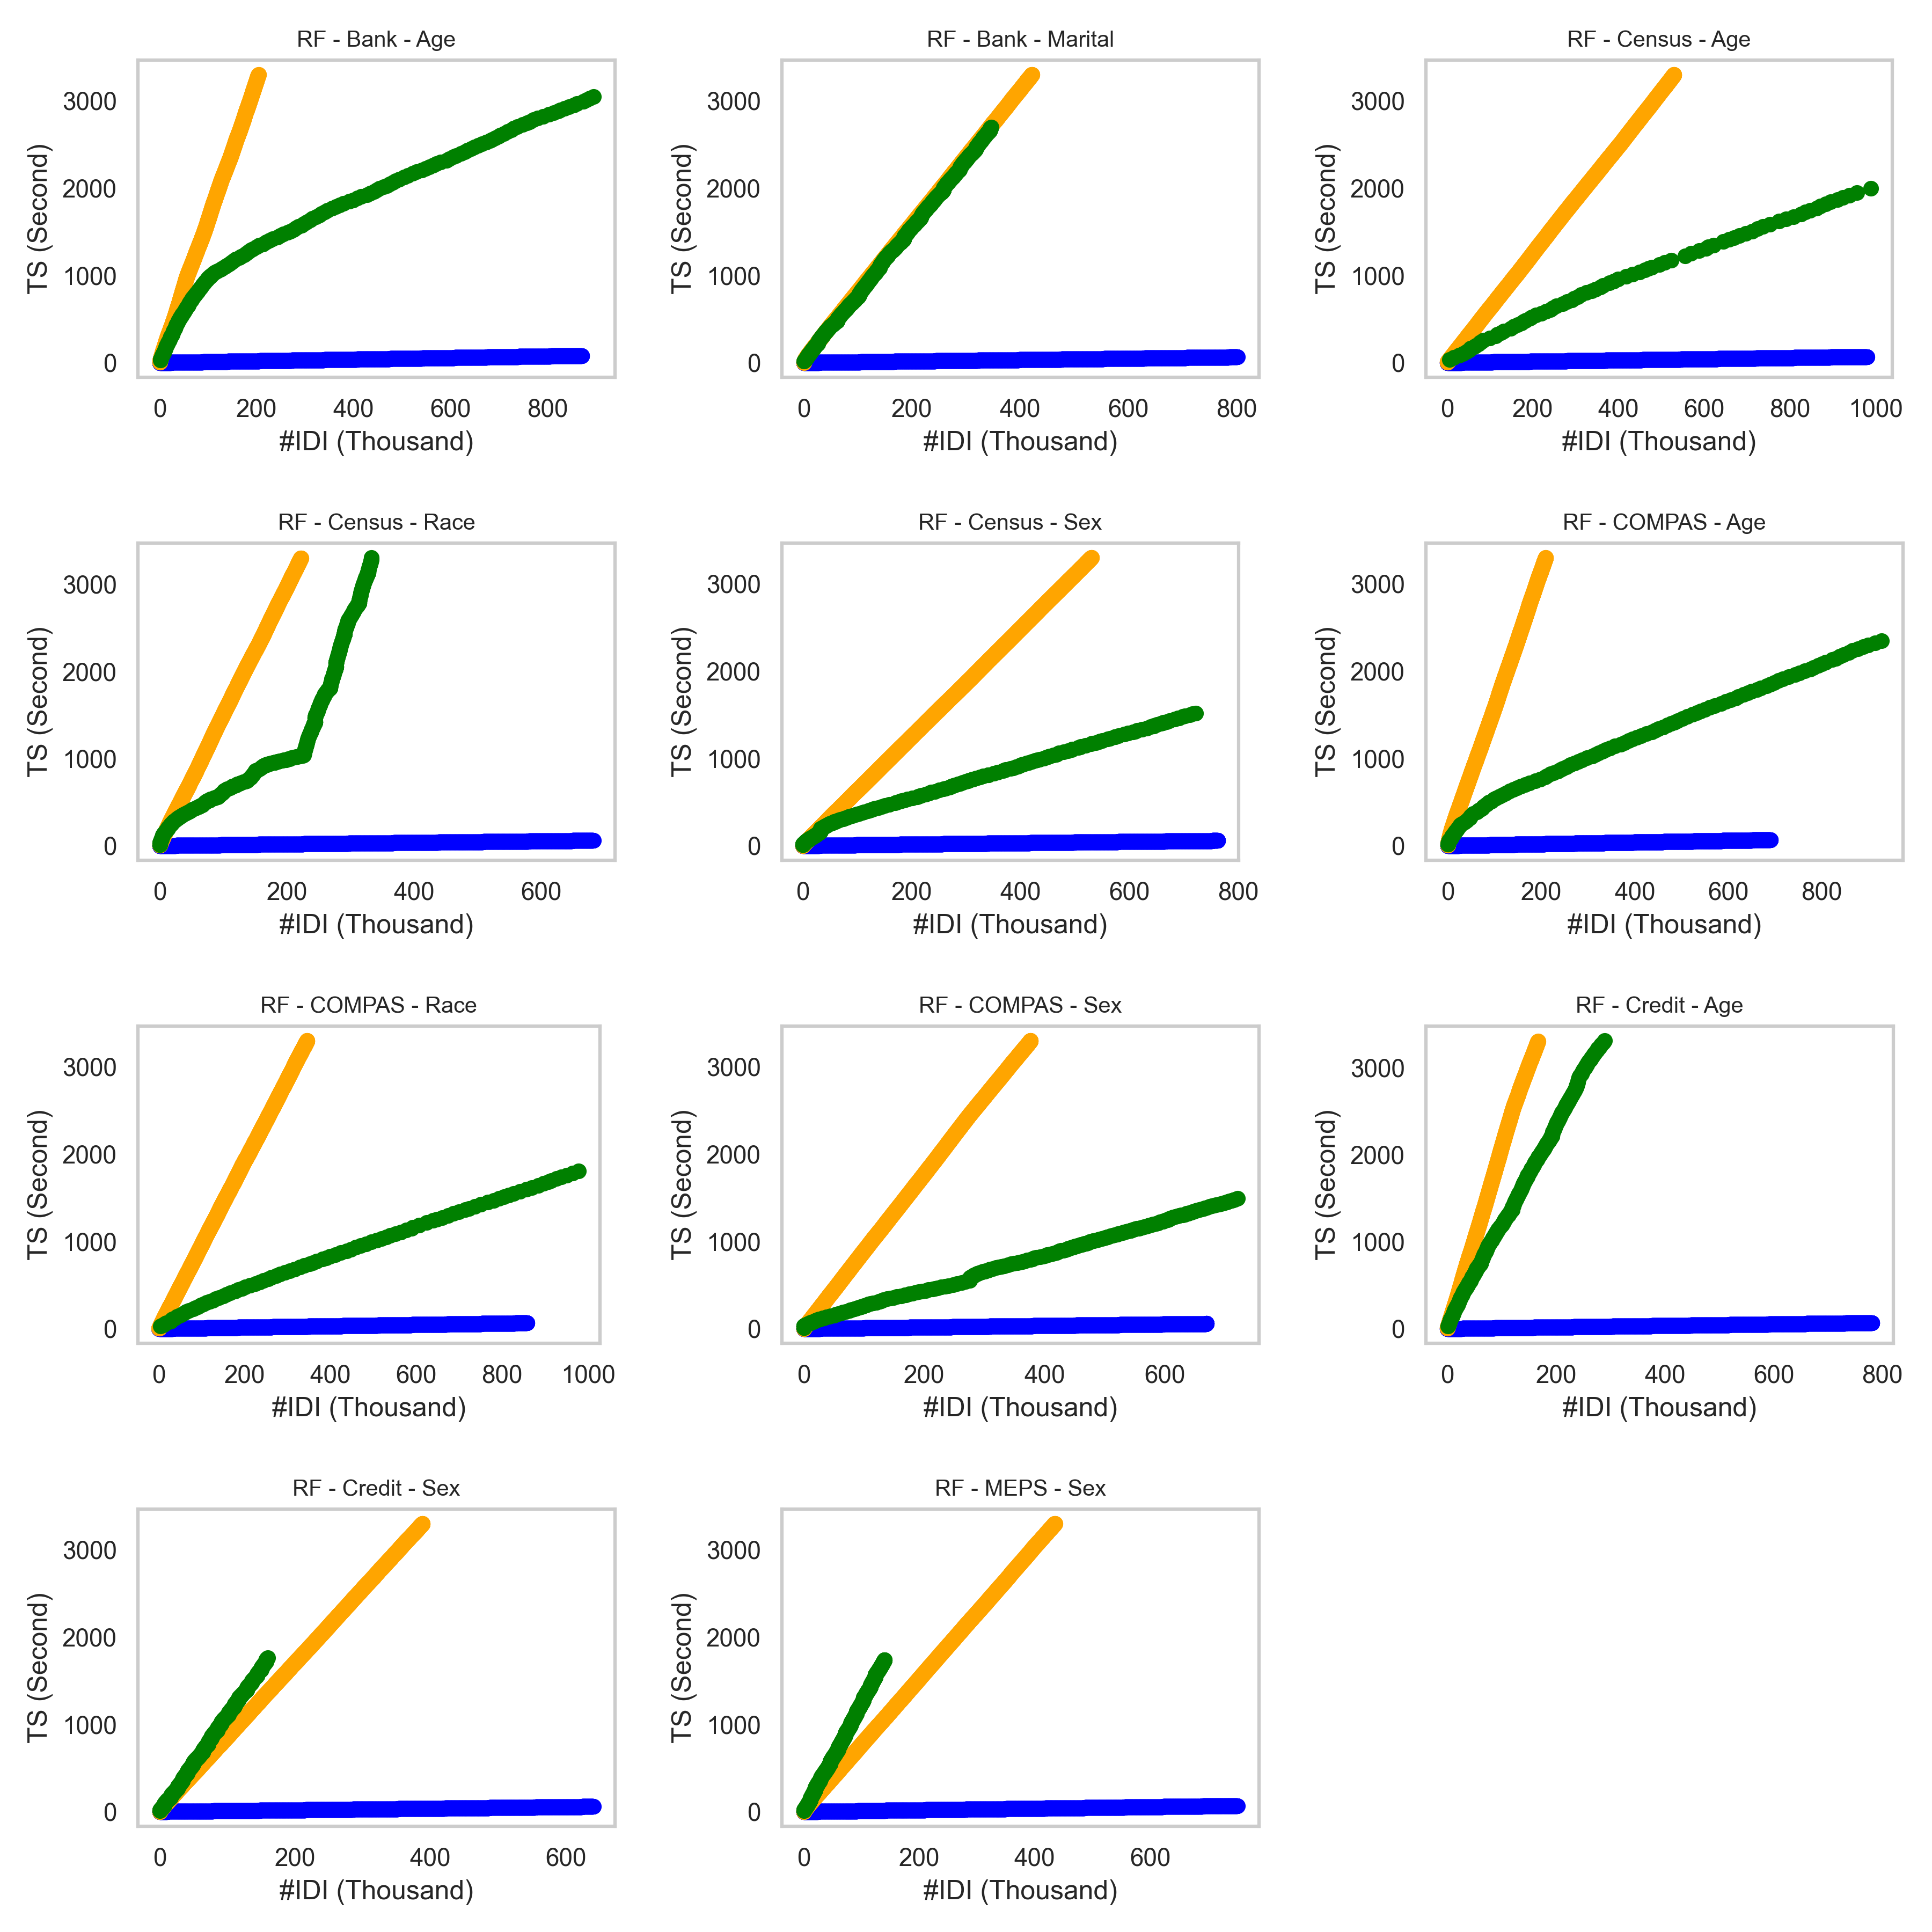 RF - Bank - Age
3000
2000
1000
0
TS (Second)
0 200 400 600 800
#IDI (Thousand)
RF - Bank - Marital
3000
2000
1000
0
TS (Second)
0 200 400 600 800
#IDI (Thousand)
RF - Census - Age
3000
2000
1000
0
TS (Second)
0 200 400 600 800 1000
#IDI (Thousand)
RF - Census - Race
3000
2000
1000
0
TS (Second)
0 200 400 600
#IDI (Thousand)
RF - Census - Sex
3000
2000
1000
0
TS (Second)
0 200 400 600 800
#IDI (Thousand)
RF - COMPAS - Age
3000
2000
1000
0
TS (Second)
0 200 400 600 800
#IDI (Thousand)
RF - COMPAS - Race
3000
2000
1000
0
TS (Second)
0 200 400 600 800 1000
#IDI (Thousand)
RF - COMPAS - Sex
3000
2000
1000
0
TS (Second)
0 200 400 600
#IDI (Thousand)
RF - Credit - Age
3000
2000
1000
0
TS (Second)
0 200 400 600 800
#IDI (Thousand)
RF - Credit - Sex
3000
2000
1000
0
TS (Second)
0 200 400 600
#IDI (Thousand)
RF - MEPS - Sex
3000
2000
1000
0
TS (Second)
0 200 400 600
#IDI (Thousand)